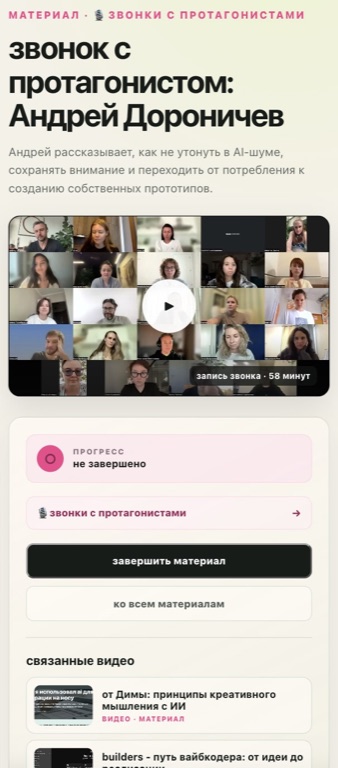 МАТЕРИАЛ · 🎙️ ЗВОНКИ С ПРОТАГОНИСТАМИ
звонок с
протагонистом:
Андрей Дороничев
Андрей рассказывает, как не утонуть в AI-шуме,
сохранять внимание и переходить от потребления к
созданию собственных прототипов.
запись звонка · 58 минут
ПРОГРЕСС
не завершено
🎙️звонки с протагонистами →
завершить материал
ко всем материалам
связанные видео
от Димы: принципы креативного
мышления с ИИ
ВИДЕО · МАТЕРИАЛ
builders - путь вайбкодера: от идеи до